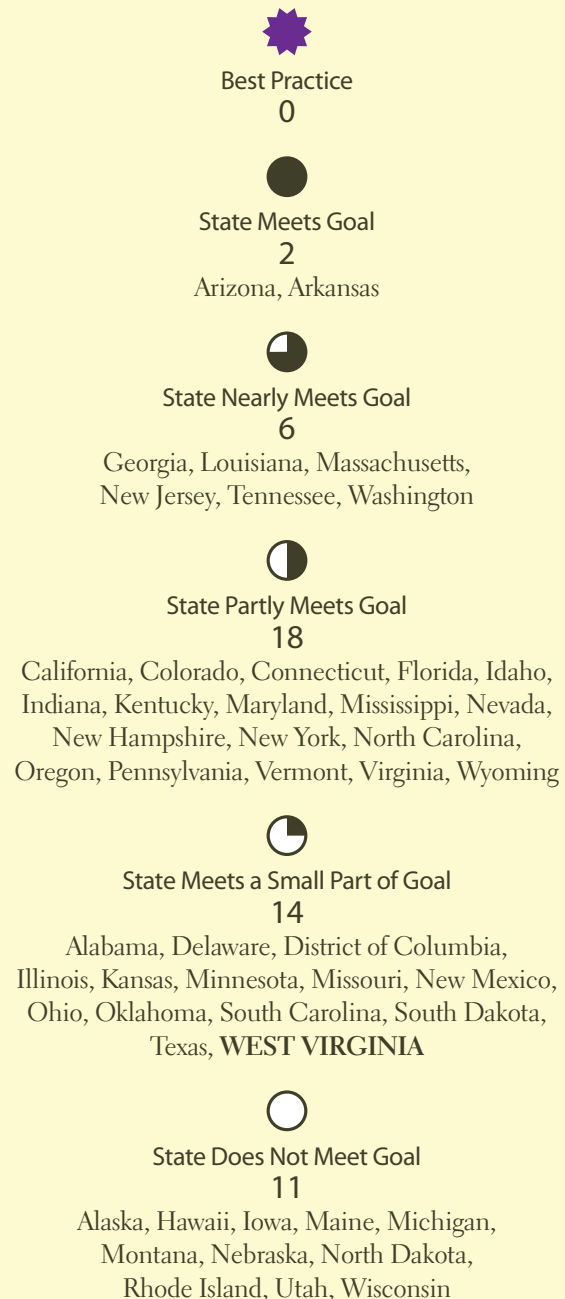 Best Practice
0
State Meets Goal
2
Arizona, Arkansas
State Nearly Meets Goal
6
Georgia, Louisiana, Massachusetts,
New Jersey, Tennessee, Washington
State Partly Meets Goal
18
California, Colorado, Connecticut, Florida, Idaho,
Indiana, Kentucky, Maryland, Mississippi, Nevada,
New Hampshire, New York, North Carolina,
Oregon, Pennsylvania, Vermont, Virginia, Wyoming
State Meets a Small Part of Goal
14
Alabama, Delaware, District of Columbia,
Illinois, Kansas, Minnesota, Missouri, New Mexico,
Ohio, Oklahoma, South Carolina, South Dakota,
Texas, WEST VIRGINIA
State Does Not Meet Goal
11
Alaska, Hawaii, Iowa, Maine, Michigan,
Montana, Nebraska, North Dakota,
Rhode Island, Utah, Wisconsin